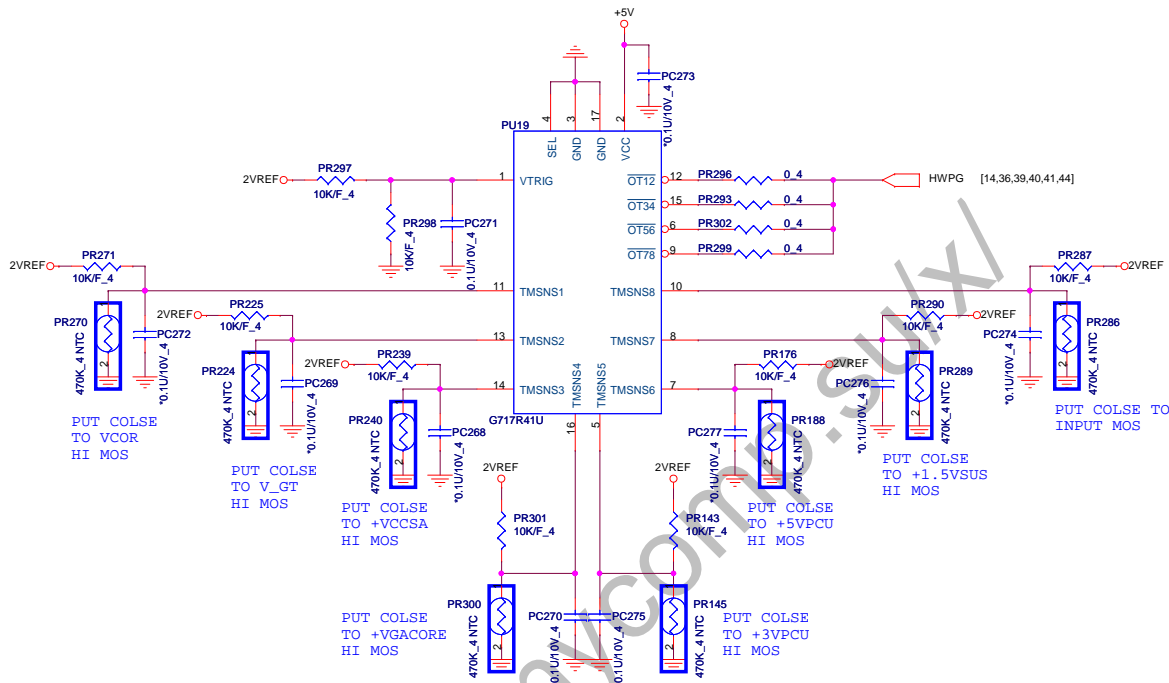 +5V
PC273
*0.1U/10V_4
PU19
4
3
17
2
SEL
GND
GND
VCC
2VREF
PR297
10K/F_4
1
VTRIG
PR298
10K/F_4
PC271
0.1U/10V_4
OT12
12
PR296
0_4
HWPG
[14,36,39,40,41,44]
OT34
15
PR293
0_4
OT56
6
PR302
0_4
OT78
9
PR299
0_4
2VREF
PR271
10K/F_4
11
TMSNS1
TMSNS8
10
PR287
10K/F_4
2VREF
PR270
470K_4 NTC
2
PC272
*0.1U/10V_4
2VREF
PR225
10K/F_4
13
TMSNS2
TMSNS7
8
PR290
10K/F_4
2VREF
PC274
*0.1U/10V_4
PR286
470K_4 NTC
2
PR224
470K_4 NTC
2
PC269
*0.1U/10V_4
2VREF
PR239
10K/F_4
14
TMSNS3
TMSNS6
7
PR176
10K/F_4
2VREF
PC276
*0.1U/10V_4
PR289
470K_4 NTC
2
TMSNS4
TMSNS5
16
5
G717R41U
PR240
470K_4 NTC
2
PC268
*0.1U/10V_4
PC277
*0.1U/10V_4
PR188
470K_4 NTC
2
PUT COLSE
TO VCOR
HI MOS
PUT COLSE TO
INPUT MOS
PUT COLSE
TO V_GT
HI MOS
PUT COLSE
TO +1.5VSUS
HI MOS
PUT COLSE
TO +VCCSA
HI MOS
PUT COLSE
TO +5VPCU
HI MOS
2VREF
PR301
10K/F_4
2VREF
PR143
10K/F_4
PR300
470K_4 NTC
2
PC270
0.1U/10V_4
PC275
*0.1U/10V_4
PR145
470K_4 NTC
2
PUT COLSE
TO +VGACORE
HI MOS
PUT COLSE
TO +3VPCU
HI MOS
mycomp.su/x/